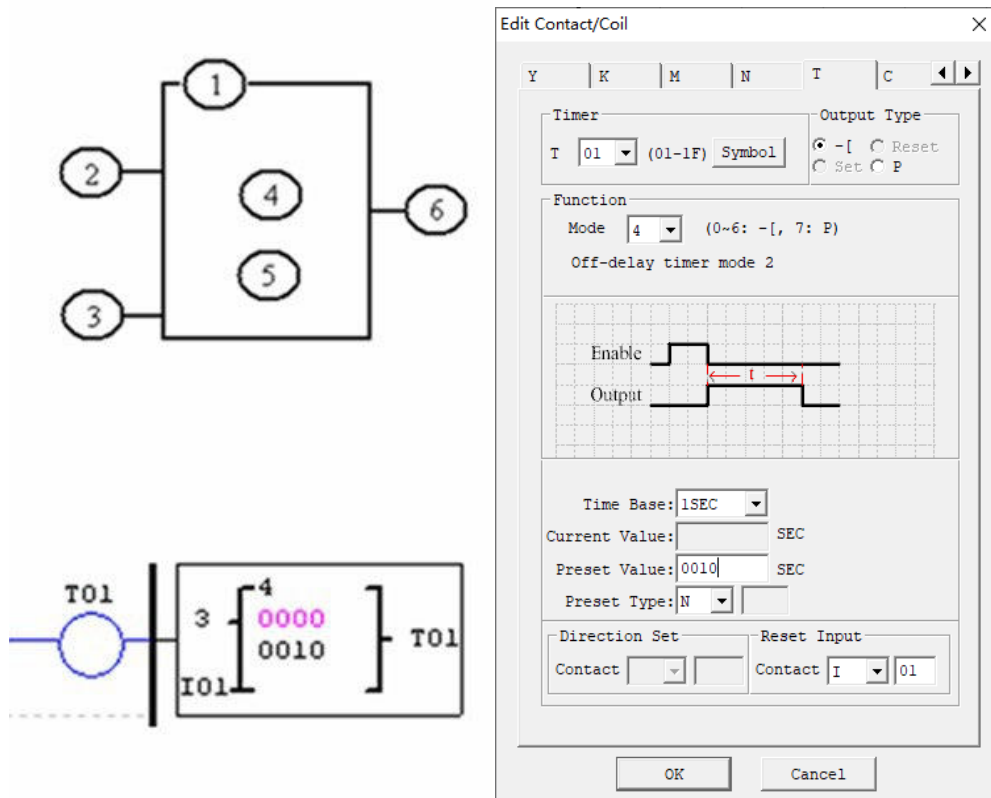 1
2
3
4
5
6
T01
4
3
0000
0010
I01
T01
Edit Contact/Coil
Y K M N T C
Timer
T 01 (01-1F) Symbol
Output Type
-[ Reset
Set P
Function
Mode 4 (0~6: -[, 7: P)
Off-delay timer mode 2
Enable
t
Output
Time Base: 1SEC
Current Value: SEC
Preset Value: 0010 SEC
Preset Type: N
Direction Set
Contact
Reset Input
Contact I 01
OK Cancel